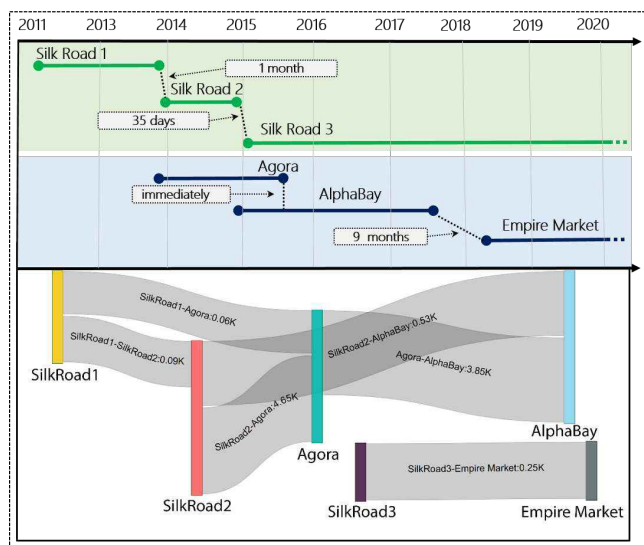 2011 2013 2014 2015 2016 2017 2018 2019 2020
Silk Road 1
1 month
Silk Road 2
35 days
Silk Road 3
Agora
immediately
AlphaBay
Empire Market
9 months
SilkRoad1-Agora:0.06K
SilkRoad1-SilkRoad2:0.09K
SilkRoad2-AlphaBay:0.53K
Agora-AlphaBay:3.85K
SilkRoad1
SilkRoad2-Agora:4.65K
AlphaBay
Agora
SilkRoad3-Empire Market:0.25K
SilkRoad2
SilkRoad3
Empire Market